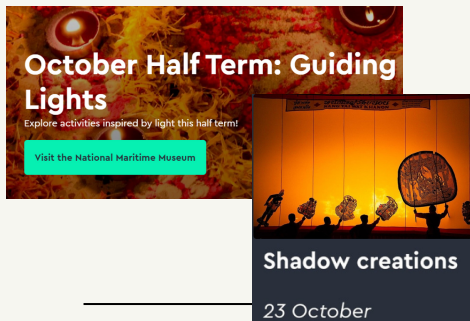 October Half Term: Guiding
Lights
Explore activities inspired by light this half term!
Visit the National Maritime Museum
Shadow creations
23 October